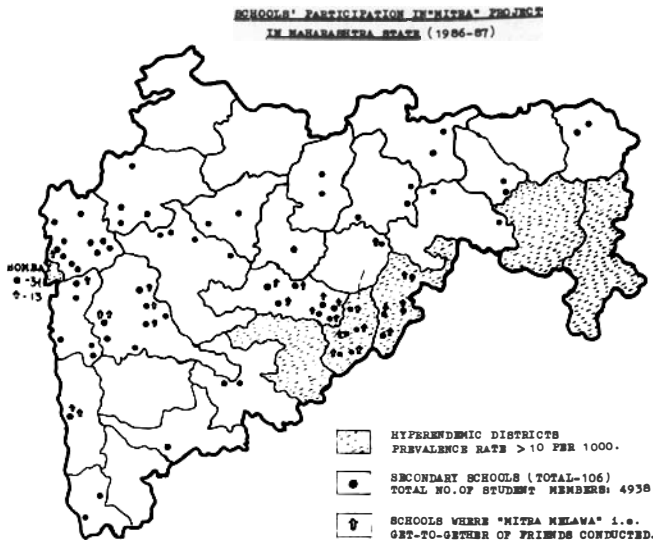 SCHOOLS' PARTICIPATION IN "MITRA" PROJECT
IN MAHARASHTRA STATE (1986-87)
BOMBAY
-31
-13
HYPERENDEMIC DISTRICTS
PREVALENCE RATE > 10 PER 1000.
SECONDARY SCHOOLS (TOTAL-106)
TOTAL NO.OF STUDENT MEMBERS: 4938
SCHOOLS WHERE "MITRA MELAWA" i.e.
GET-TO-GETHER OF FRIENDS CONDUCTED.